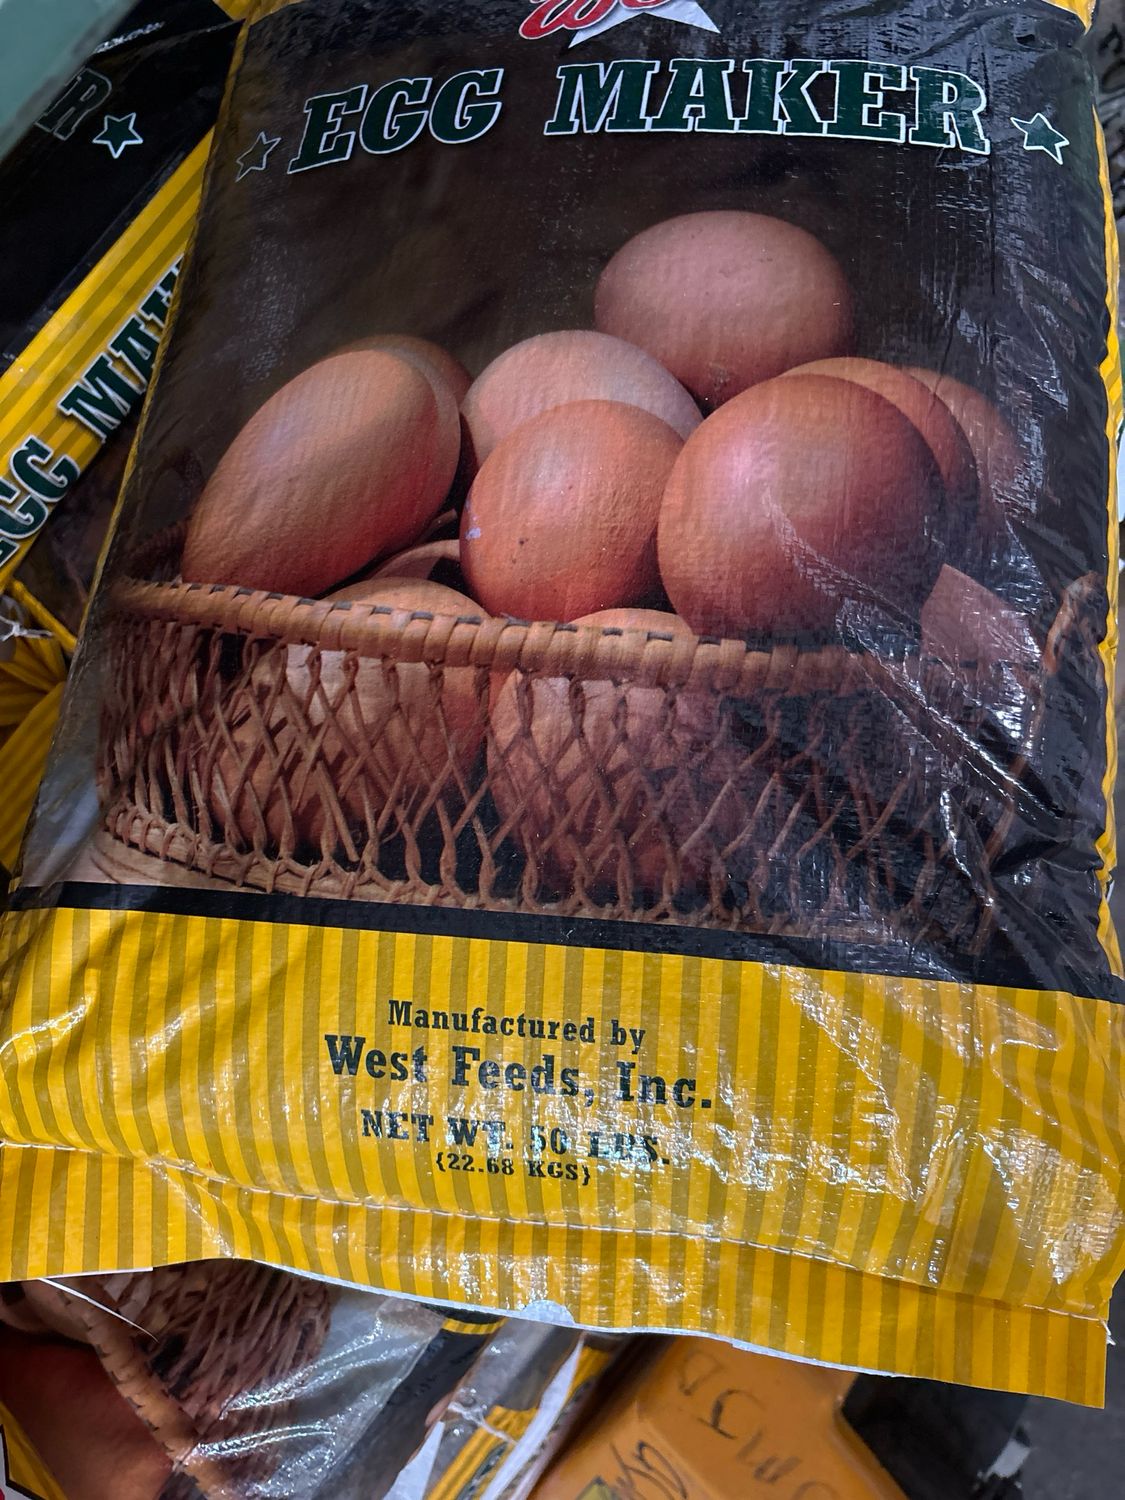 EGG MAKER
Manufactured by
West Feeds, Inc.
NET WT. 50 LBS.
{22.68 KGS}